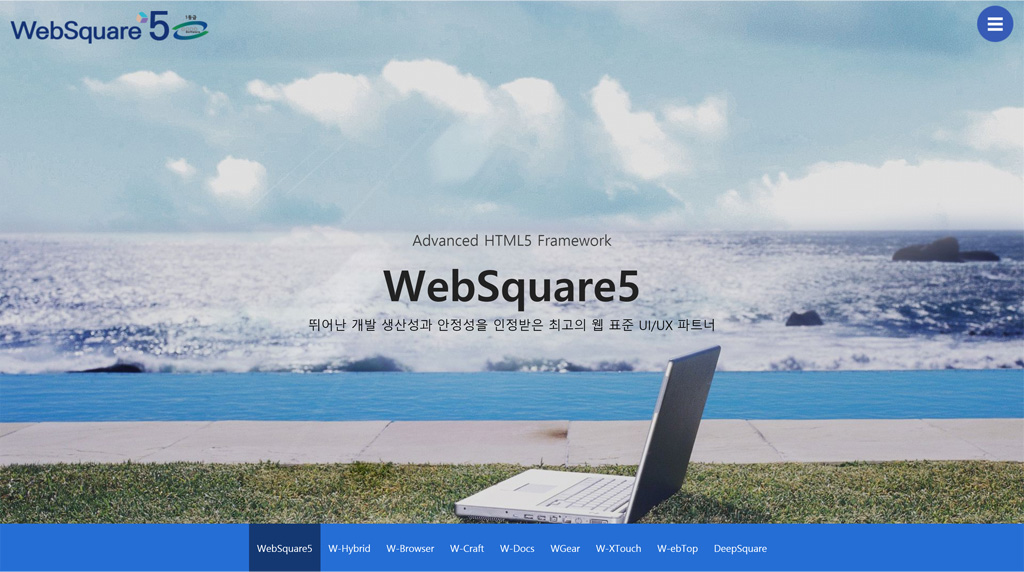 WebSquare 5
Advanced HTML5 Framework
WebSquare5
뛰어난 개발 생산성과 안정성을 인정받은 최고의 웹 표준 UI/UX 파트너
WebSquare5 W-Hybrid W-Browser W-Craft W-Docs WGear W-XTouch W-ebTop DeepSquare